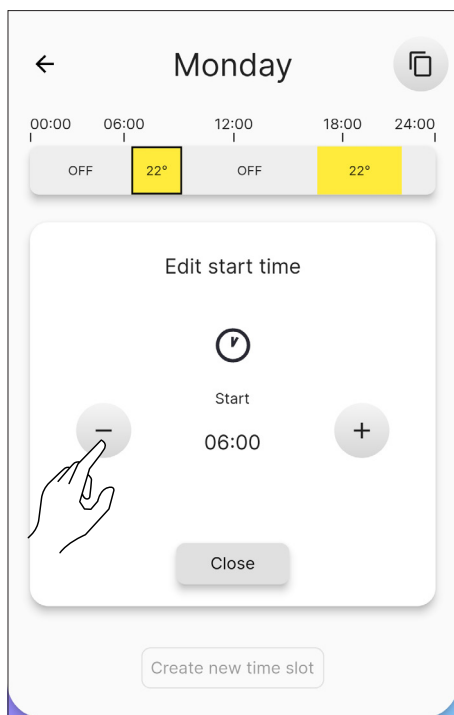 Monday
00:00 06:00 12:00 18:00 24:00
OFF 22° OFF 22°
Edit start time
Start
− 06:00 +
Close
Create new time slot